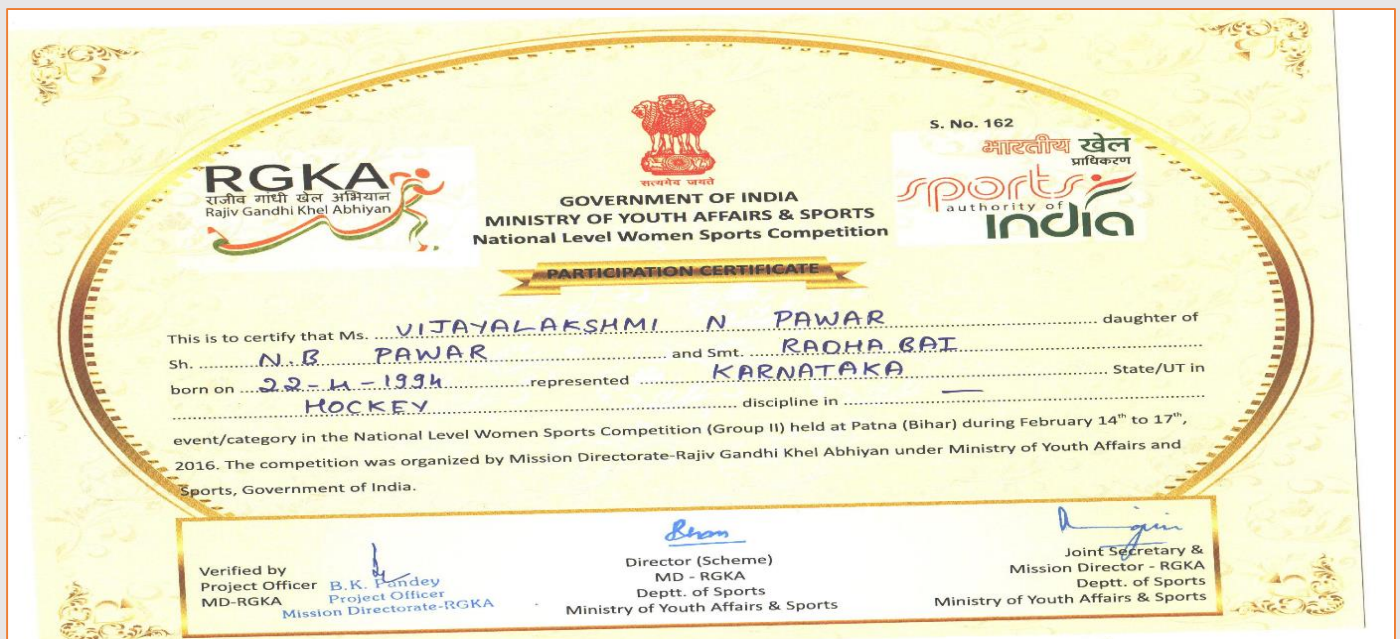 S. No. 162
RGKA
राजीव गांधी खेल अभियान
Rajiv Gandhi Khel Abhiyan
सत्यमेव जयते
भारतीय खेल
प्राधिकरण
sports
authority of
india
GOVERNMENT OF INDIA
MINISTRY OF YOUTH AFFAIRS & SPORTS
National Level Women Sports Competition
PARTICIPATION CERTIFICATE
This is to certify that Ms. VIJAYALAKSHMI N PAWAR daughter of
Sh. N.B PAWAR and Smt. RADHA BAI
born on 22-4-1994 represented KARNATAKA State/UT in
HOCKEY discipline in —
event/category in the National Level Women Sports Competition (Group II) held at Patna (Bihar) during February 14th to 17th,
2016. The competition was organized by Mission Directorate-Rajiv Gandhi Khel Abhiyan under Ministry of Youth Affairs and
Sports, Government of India.
Verified by
Project Officer
MD-RGKA
B.K. Pandey
Project Officer
Mission Directorate-RGKA
Director (Scheme)
MD - RGKA
Deptt. of Sports
Ministry of Youth Affairs & Sports
Joint Secretary &
Mission Director - RGKA
Deptt. of Sports
Ministry of Youth Affairs & Sports